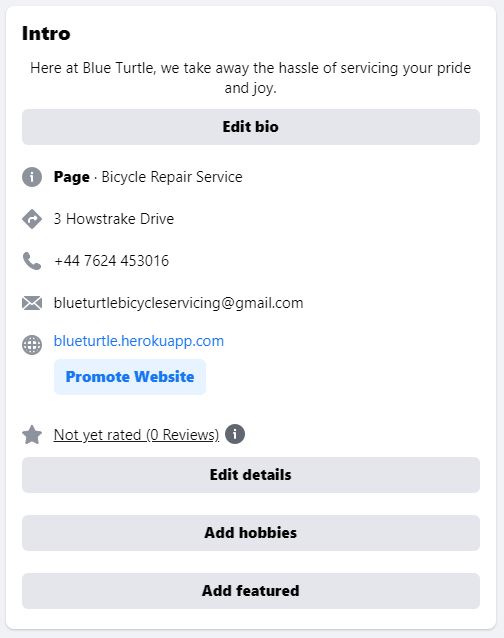 Intro
Here at Blue Turtle, we take away the hassle of servicing your pride
and joy.
Edit bio
Page · Bicycle Repair Service
3 Howstrake Drive
+44 7624 453016
blueturtlebicycleservicing@gmail.com
blueturtle.herokuapp.com
Promote Website
Not yet rated (0 Reviews)
Edit details
Add hobbies
Add featured